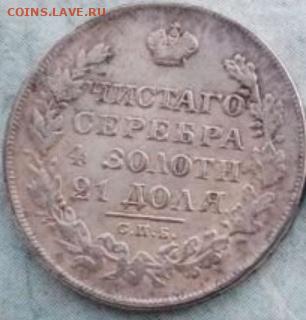 COINS.LAVE.RU
ЧИСТАГО
СЕРЕБРА
4 ЗОЛОТН
21 ДОЛЯ
С.П.Б.